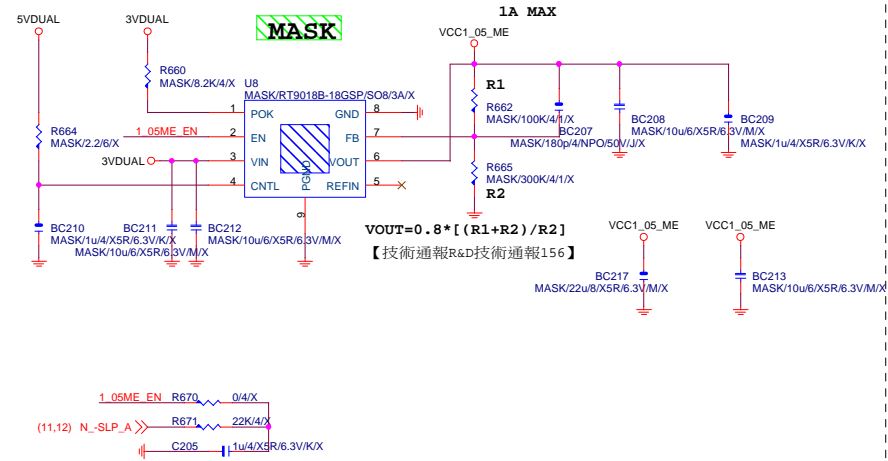 1A MAX
5VDUAL
3VDUAL
MASK
VCC1_05_ME
R660
MASK/8.2K/4/X
U8
MASK/RT9018B-18GSP/SO8/3A/X
R1
R662
MASK/100K/4/1/X
1 POK GND 8
R664
MASK/2.2/6/X
1_05ME_EN 2 EN FB 7
3VDUAL 3 VIN VOUT 6
4 CNTL REFIN 5
PGND
9
BC207
MASK/180p/4/NPO/50V/J/X
BC208
MASK/10u/6/X5R/6.3V/M/X
BC209
MASK/1u/4/X5R/6.3V/K/X
R665
MASK/300K/4/1/X
R2
BC210
MASK/1u/4/X5R/6.3V/K/X
BC211
MASK/10u/6/X5R/6.3V/M/X
BC212
MASK/10u/6/X5R/6.3V/M/X
VOUT=0.8*[(R1+R2)/R2]
【技術通報R&D技術通報156】
VCC1_05_ME
VCC1_05_ME
BC217
MASK/22u/8/X5R/6.3V/M/X
BC213
MASK/10u/6/X5R/6.3V/M/X
1_05ME_EN R670 0/4/X
(11,12) N_-SLP_A R671 22K/4/X
C205 1u/4/X5R/6.3V/K/X